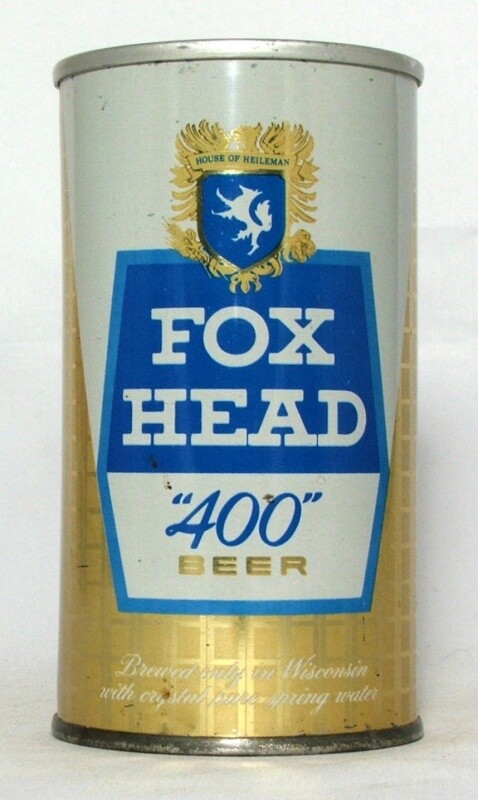 HOUSE OF HEILEMAN
FOX
HEAD
"400"
BEER
Brewed only in Wisconsin
with crystal pure spring water